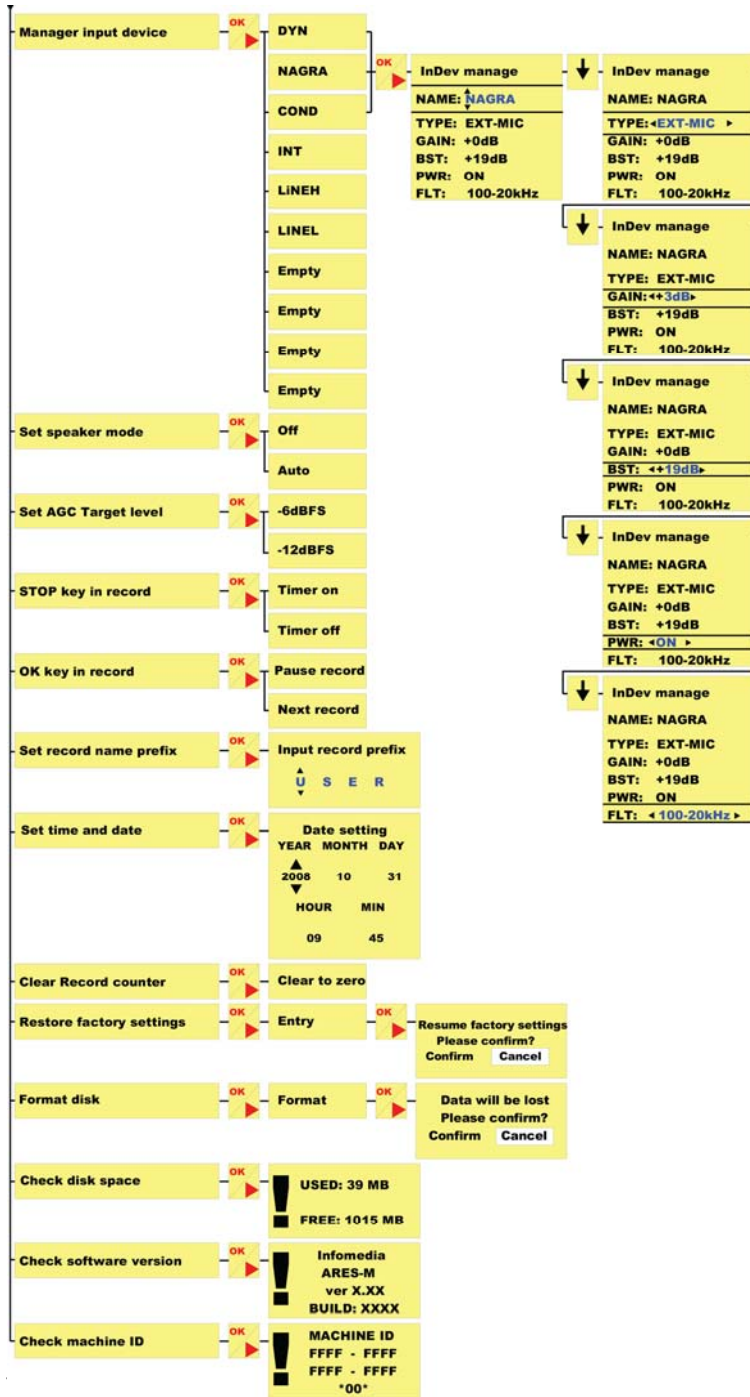 Manager input device
OK
DYN
NAGRA
COND
INT
LiNEH
LINEL
Empty
Empty
Empty
Empty
OK
InDev manage
NAME: NAGRA
TYPE: EXT-MIC
GAIN: +0dB
BST: +19dB
PWR: ON
FLT: 100-20kHz
InDev manage
NAME: NAGRA
TYPE: EXT-MIC
GAIN: +0dB
BST: +19dB
PWR: ON
FLT: 100-20kHz
InDev manage
NAME: NAGRA
TYPE: EXT-MIC
GAIN: +3dB
BST: +19dB
PWR: ON
FLT: 100-20kHz
InDev manage
NAME: NAGRA
TYPE: EXT-MIC
GAIN: +0dB
BST: +19dB
PWR: ON
FLT: 100-20kHz
InDev manage
NAME: NAGRA
TYPE: EXT-MIC
GAIN: +0dB
BST: +19dB
PWR: ON
FLT: 100-20kHz
InDev manage
NAME: NAGRA
TYPE: EXT-MIC
GAIN: +0dB
BST: +19dB
PWR: ON
FLT: 100-20kHz
Set speaker mode
OK
Off
Auto
Set AGC Target level
OK
-6dBFS
-12dBFS
STOP key in record
OK
Timer on
Timer off
OK key in record
OK
Pause record
Next record
Set record name prefix
OK
Input record prefix
U S E R
Set time and date
OK
Date setting
YEAR MONTH DAY
2008 10 31
HOUR MIN
09 45
Clear Record counter
OK
Clear to zero
Restore factory settings
OK
Entry
OK
Resume factory settings
Please confirm?
Confirm Cancel
Format disk
OK
Format
OK
Data will be lost
Please confirm?
Confirm Cancel
Check disk space
OK
! USED: 39 MB
FREE: 1015 MB
Check software version
OK
! Infomedia
ARES-M
ver X.XX
BUILD: XXXX
Check machine ID
OK
! MACHINE ID
FFFF - FFFF
FFFF - FFFF
*00*